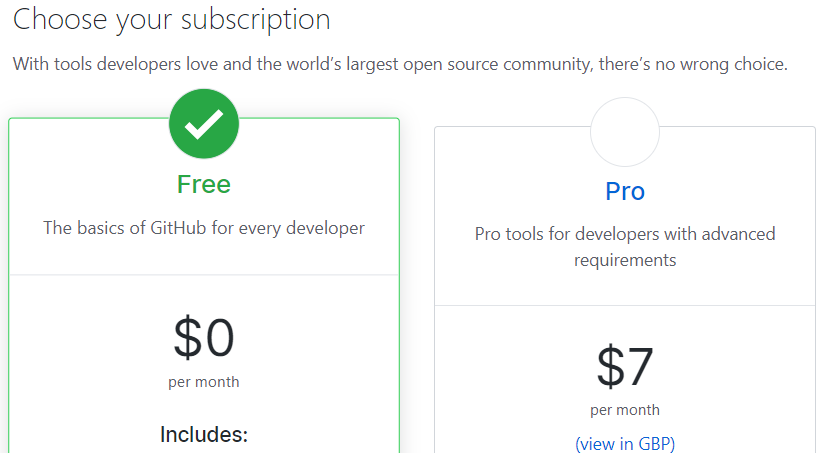 Choose your subscription
With tools developers love and the world’s largest open source community, there’s no wrong choice.
Free
The basics of GitHub for every developer
$0
per month
Includes:
Pro
Pro tools for developers with advanced
requirements
$7
per month
(view in GBP)